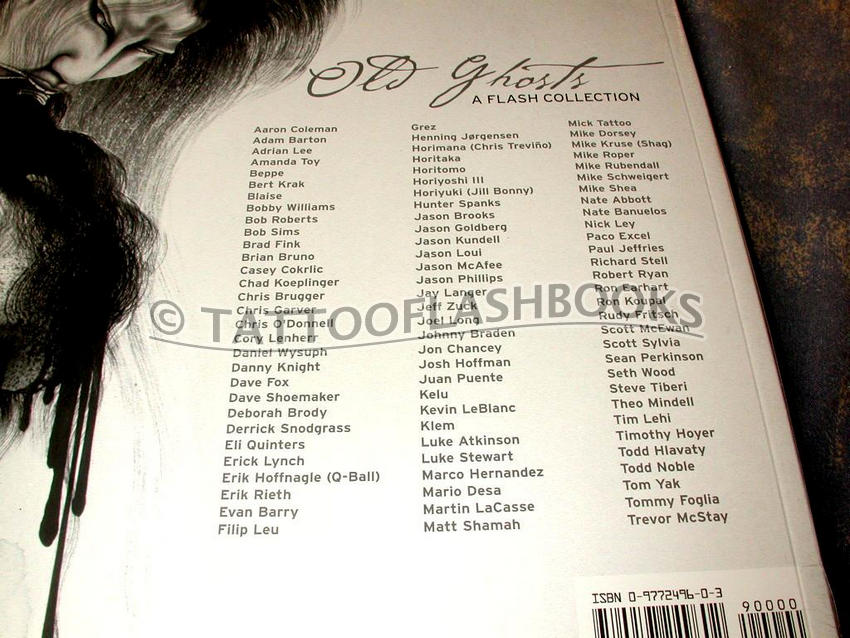 Old Ghosts
A FLASH COLLECTION
Aaron Coleman
Adam Barton
Adrian Lee
Amanda Toy
Beppe
Bert Krak
Blaise
Bobby Williams
Bob Roberts
Bob Sims
Brad Fink
Brian Bruno
Casey Cokrlic
Chad Koeplinger
Chris Brugger
Chris Garver
Chris O'Donnell
Cory Lenherr
Daniel Wysuph
Danny Knight
Dave Fox
Dave Shoemaker
Deborah Brody
Derrick Snodgrass
Eli Quinters
Erick Lynch
Erik Hoffnagle (Q-Ball)
Erik Rieth
Evan Barry
Filip Leu
Grez
Henning Jørgensen
Horimana (Chris Treviño)
Horitaka
Horitomo
Horiyoshi III
Horiyuki (Jill Bonny)
Hunter Spanks
Jason Brooks
Jason Goldberg
Jason Kundell
Jason Loui
Jason McAfee
Jason Phillips
Jay Langer
Jeff Zuck
Joel Long
Johnny Braden
Jon Chancey
Josh Hoffman
Juan Puente
Kelu
Kevin LeBlanc
Klem
Luke Atkinson
Luke Stewart
Marco Hernandez
Mario Desa
Martin LaCasse
Matt Shamah
Mick Tattoo
Mike Dorsey
Mike Kruse (Shag)
Mike Roper
Mike Rubendall
Mike Schweigert
Mike Shea
Nate Abbott
Nate Banuelos
Nick Ley
Paco Excel
Paul Jeffries
Richard Stell
Robert Ryan
Ron Earhart
Ron Koupal
Rudy Fritsch
Scott McEwan
Scott Sylvia
Sean Perkinson
Seth Wood
Steve Tiberi
Theo Mindell
Tim Lehi
Timothy Hoyer
Todd Hlavaty
Todd Noble
Tom Yak
Tommy Foglia
Trevor McStay
© TATTOOFLASHBOOKS
ISBN 0-9772496-0-3
90000